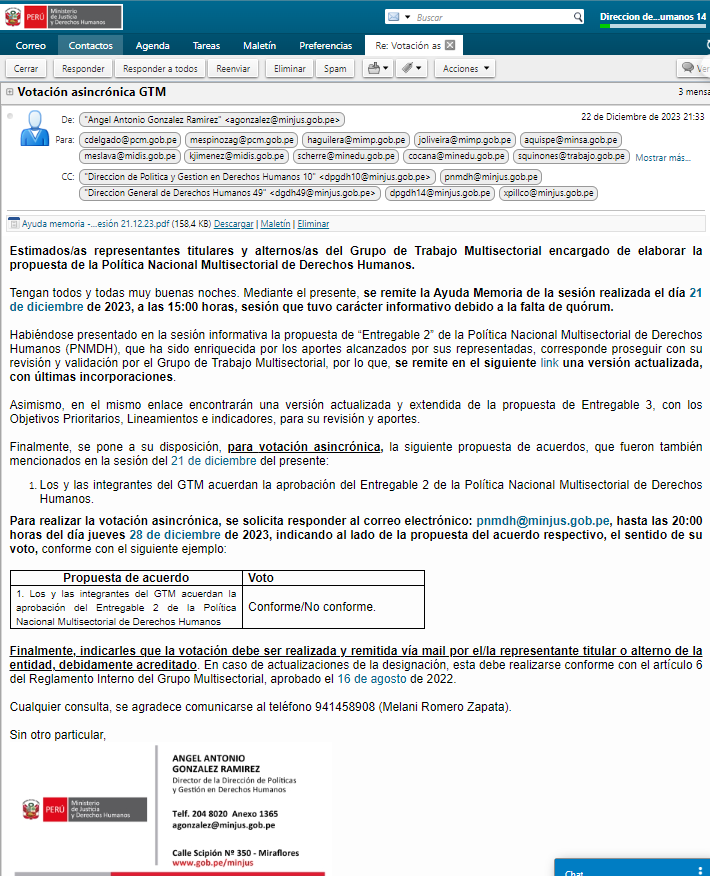 PERÚ Ministerio de Justicia y Derechos Humanos
Buscar
Direccion de...umanos 14
Correo Contactos Agenda Tareas Maletín Preferencias Re: Votación as
Cerrar Responder Responder a todos Reenviar Eliminar Spam Acciones Ver
Votación asincrónica GTM 3 mensa
De: "Angel Antonio Gonzalez Ramirez" <agonzalez@minjus.gob.pe> 22 de Diciembre de 2023 21:33
Para: cdelgado@pcm.gob.pe mespinozag@pcm.gob.pe haguilera@mimp.gob.pe joliveira@mimp.gob.pe aquispe@minsa.gob.pe
meslava@midis.gob.pe kjimenez@midis.gob.pe scherre@minedu.gob.pe cocana@minedu.gob.pe squinones@trabajo.gob.pe Mostrar más...
CC: "Direccion de Politica y Gestion en Derechos Humanos 10" <dpgdh10@minjus.gob.pe> pnmdh@minjus.gob.pe
"Direccion General de Derechos Humanos 49" <dgdh49@minjus.gob.pe> dpgdh14@minjus.gob.pe xpillco@minjus.gob.pe
Ayuda memoria -...esión 21.12.23.pdf (158,4 KB) Descargar | Maletín | Eliminar
Estimados/as representantes titulares y alternos/as del Grupo de Trabajo Multisectorial encargado de elaborar la
propuesta de la Política Nacional Multisectorial de Derechos Humanos.
Tengan todos y todas muy buenas noches. Mediante el presente, se remite la Ayuda Memoria de la sesión realizada el día 21
de diciembre de 2023, a las 15:00 horas, sesión que tuvo carácter informativo debido a la falta de quórum.
Habiéndose presentado en la sesión informativa la propuesta de “Entregable 2” de la Política Nacional Multisectorial de Derechos
Humanos (PNMDH), que ha sido enriquecida por los aportes alcanzados por sus representadas, corresponde proseguir con su
revisión y validación por el Grupo de Trabajo Multisectorial, por lo que, se remite en el siguiente link una versión actualizada,
con últimas incorporaciones.
Asimismo, en el mismo enlace encontrarán una versión actualizada y extendida de la propuesta de Entregable 3, con los
Objetivos Prioritarios, Lineamientos e indicadores, para su revisión y aportes.
Finalmente, se pone a su disposición, para votación asincrónica, la siguiente propuesta de acuerdos, que fueron también
mencionados en la sesión del 21 de diciembre del presente:
1. Los y las integrantes del GTM acuerdan la aprobación del Entregable 2 de la Política Nacional Multisectorial de Derechos
Humanos.
Para realizar la votación asincrónica, se solicita responder al correo electrónico: pnmdh@minjus.gob.pe, hasta las 20:00
horas del día jueves 28 de diciembre de 2023, indicando al lado de la propuesta del acuerdo respectivo, el sentido de su
voto, conforme con el siguiente ejemplo:
Propuesta de acuerdo Voto
1. Los y las integrantes del GTM acuerdan la
aprobación del Entregable 2 de la Política
Nacional Multisectorial de Derechos Humanos
Conforme/No conforme.
Finalmente, indicarles que la votación debe ser realizada y remitida vía mail por el/la representante titular o alterno de la
entidad, debidamente acreditado. En caso de actualizaciones de la designación, esta debe realizarse conforme con el artículo 6
del Reglamento Interno del Grupo Multisectorial, aprobado el 16 de agosto de 2022.
Cualquier consulta, se agradece comunicarse al teléfono 941458908 (Melani Romero Zapata).
Sin otro particular,
PERÚ Ministerio de Justicia y Derechos Humanos
ANGEL ANTONIO
GONZALEZ RAMIREZ
Director de la Dirección de Políticas
y Gestión en Derechos Humanos
Telf. 204 8020 Anexo 1365
agonzalez@minjus.gob.pe
Calle Scipión Nº 350 - Miraflores
www.gob.pe/minjus
Chat